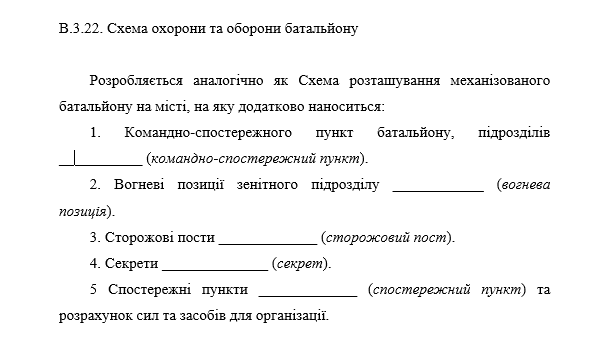 В.3.22. Схема охорони та оборони батальйону
Розробляється аналогічно як Схема розташування механізованого
батальйону на місті, на яку додатково наноситься:
1. Командно-спостережного пункт батальйону, підрозділів
___________ (командно-спостережний пункт).
2. Вогневі позиції зенітного підрозділу ____________ (вогнева
позиція).
3. Сторожові пости _____________ (сторожовий пост).
4. Секрети ______________ (секрет).
5 Спостережні пункти _____________ (спостережний пункт) та
розрахунок сил та засобів для організації.